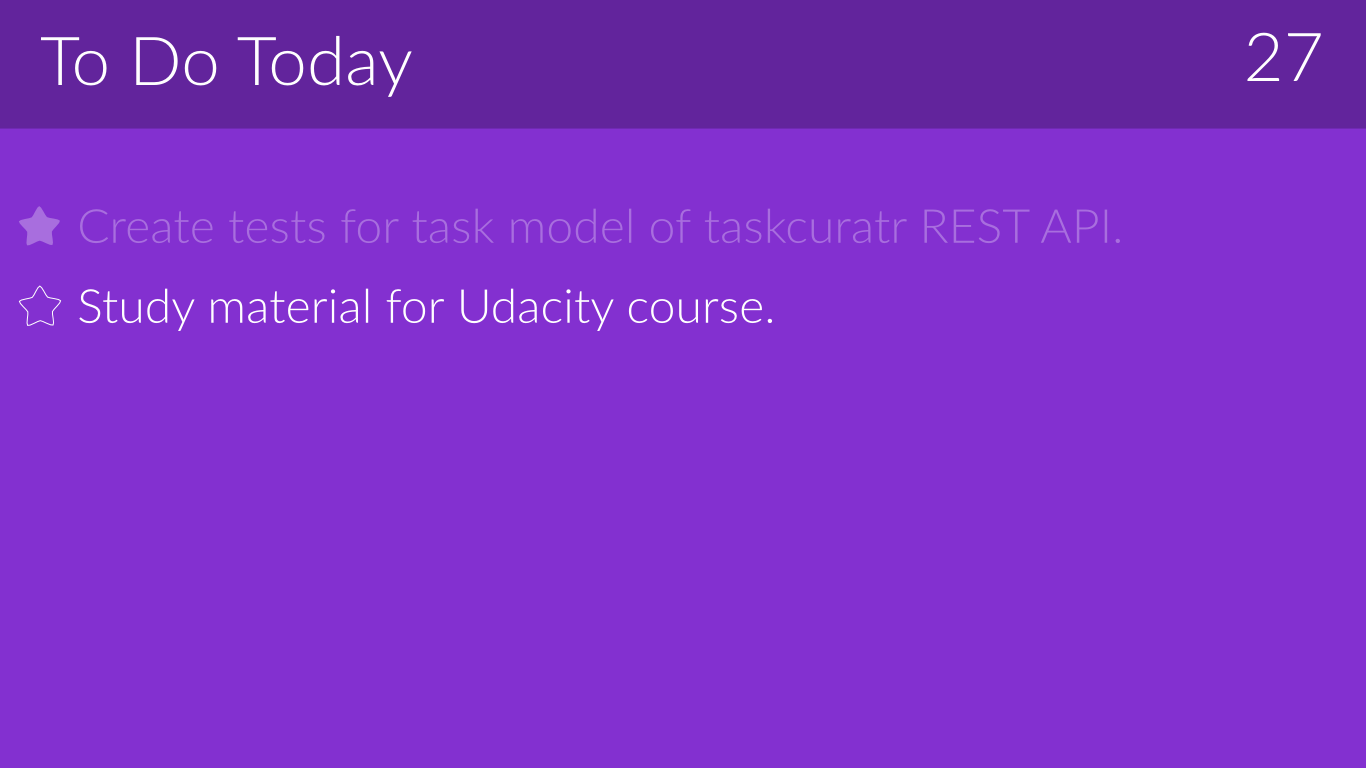 To Do Today
27
Create tests for task model of taskcuratr REST API.
Study material for Udacity course.